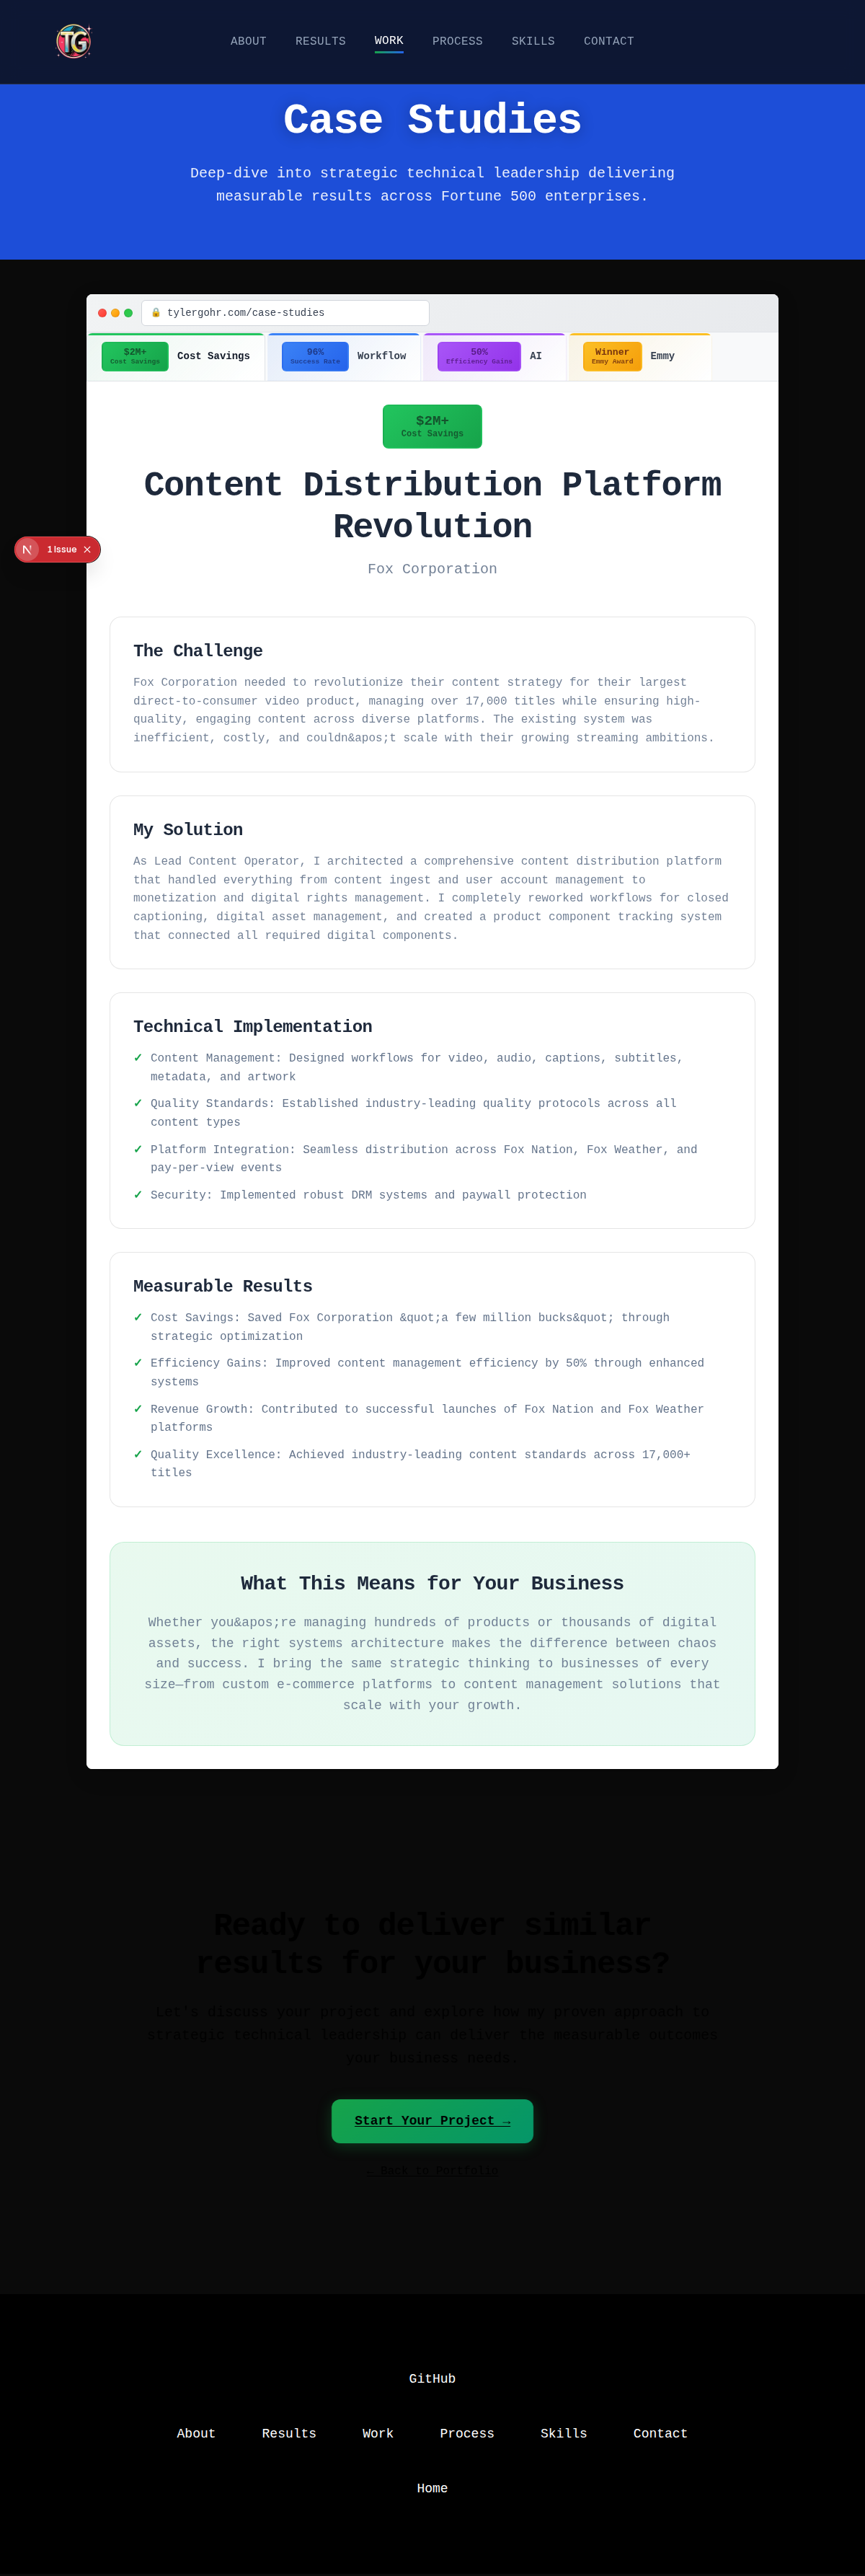 TG
ABOUT RESULTS WORK PROCESS SKILLS CONTACT
Case Studies
Deep-dive into strategic technical leadership delivering
measurable results across Fortune 500 enterprises.
tylergohr.com/case-studies
$2M+
Cost Savings
Cost Savings
96%
Success Rate
Workflow
50%
Efficiency Gains
AI
Winner
Emmy Award
Emmy
$2M+
Cost Savings
Content Distribution Platform
Revolution
Fox Corporation
N 1 Issue
The Challenge
Fox Corporation needed to revolutionize their content strategy for their largest
direct-to-consumer video product, managing over 17,000 titles while ensuring high-
quality, engaging content across diverse platforms. The existing system was
inefficient, costly, and couldn&apos;t scale with their growing streaming ambitions.
My Solution
As Lead Content Operator, I architected a comprehensive content distribution platform
that handled everything from content ingest and user account management to
monetization and digital rights management. I completely reworked workflows for closed
captioning, digital asset management, and created a product component tracking system
that connected all required digital components.
Technical Implementation
✓ Content Management: Designed workflows for video, audio, captions, subtitles,
metadata, and artwork
✓ Quality Standards: Established industry-leading quality protocols across all
content types
✓ Platform Integration: Seamless distribution across Fox Nation, Fox Weather, and
pay-per-view events
✓ Security: Implemented robust DRM systems and paywall protection
Measurable Results
✓ Cost Savings: Saved Fox Corporation &quot;a few million bucks&quot; through
strategic optimization
✓ Efficiency Gains: Improved content management efficiency by 50% through enhanced
systems
✓ Revenue Growth: Contributed to successful launches of Fox Nation and Fox Weather
platforms
✓ Quality Excellence: Achieved industry-leading content standards across 17,000+
titles
What This Means for Your Business
Whether you&apos;re managing hundreds of products or thousands of digital
assets, the right systems architecture makes the difference between chaos
and success. I bring the same strategic thinking to businesses of every
size—from custom e-commerce platforms to content management solutions that
scale with your growth.
Ready to deliver similar
results for your business?
Let's discuss your project and explore how my proven approach to
strategic technical leadership can deliver the measurable outcomes
your business needs.
Start Your Project →
← Back to Portfolio
GitHub
About Results Work Process Skills Contact
Home